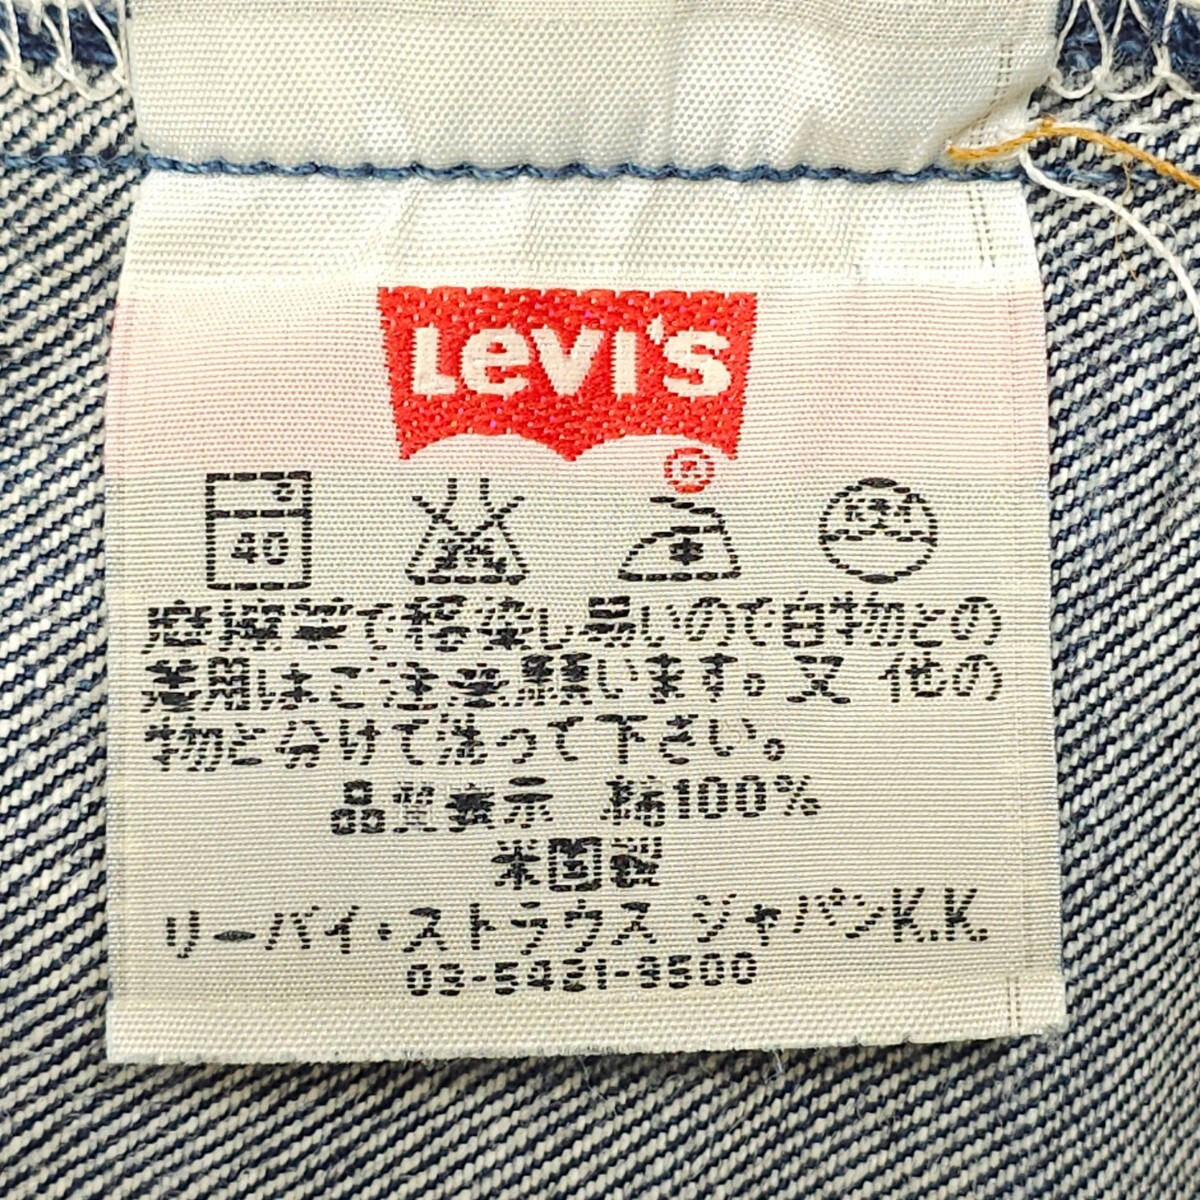 Levi's
®
40
摩擦等で移染し易いので白物との
着用はご注意願います。又 他の
物と分けて洗って下さい。
品質表示 綿100%
米国製
リーバイ・ストラウス ジャパンK.K.
03-5421-9500